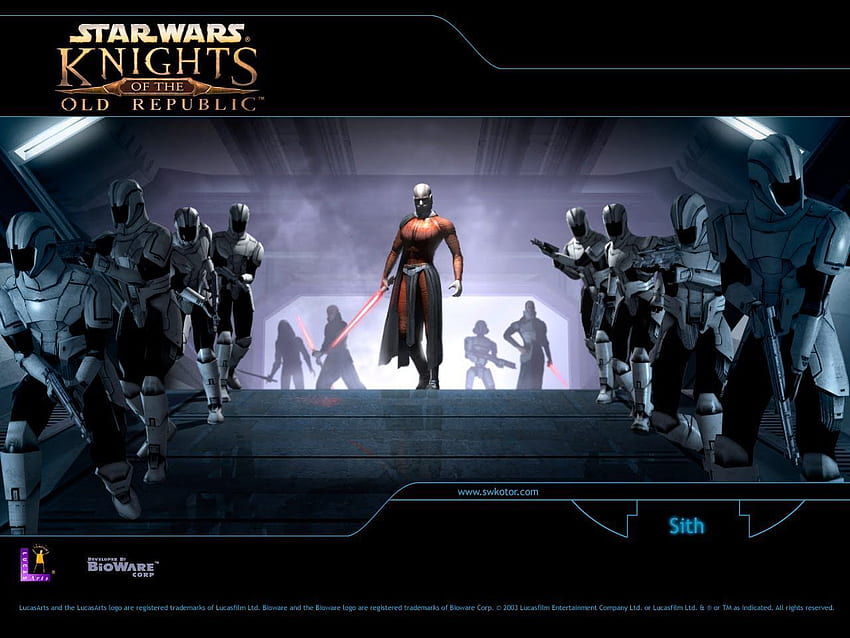 STAR WARS®
KNIGHTS
OF THE
OLD REPUBLIC™
www.swkotor.com
Sith
LUCAS Arts ®
DEVELOPED BY
BIOWARE™
CORP
LucasArts and the LucasArts logo are registered trademarks of Lucasfilm Ltd. Bioware and the Bioware logo are registered trademarks of Bioware Corp. © 2003 Lucasfilm Entertainment Company Ltd. or Lucasfilm Ltd. & ® or TM as indicated. All rights reserved.